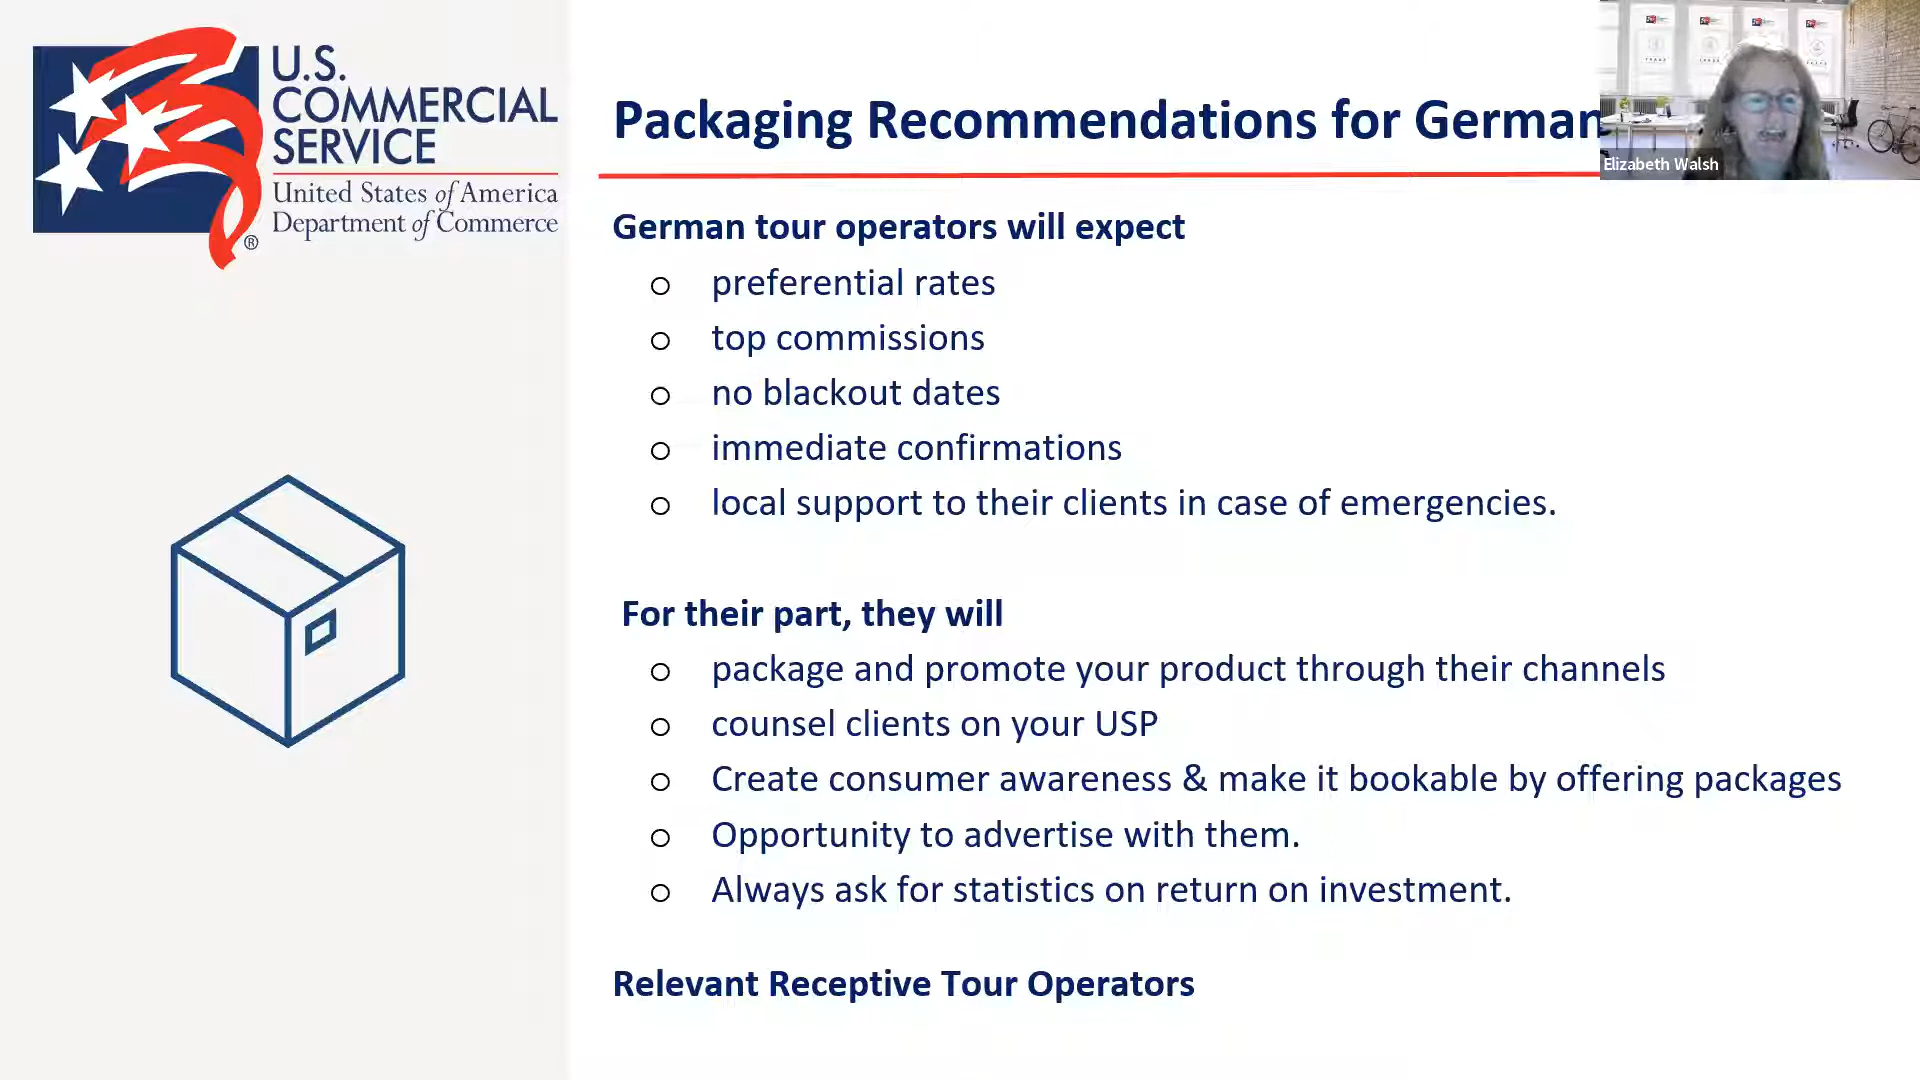 U.S.
COMMERCIAL
SERVICE
United States of America
Department of Commerce
®
Packaging Recommendations for German
Elizabeth Walsh
German tour operators will expect
o preferential rates
o top commissions
o no blackout dates
o immediate confirmations
o local support to their clients in case of emergencies.
For their part, they will
o package and promote your product through their channels
o counsel clients on your USP
o Create consumer awareness & make it bookable by offering packages
o Opportunity to advertise with them.
o Always ask for statistics on return on investment.
Relevant Receptive Tour Operators